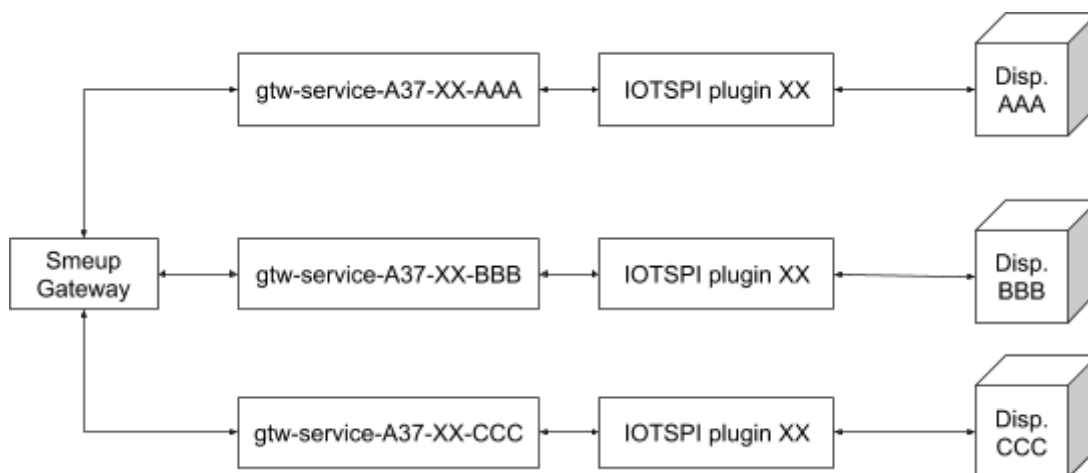 gtw-service-A37-XX-AAA
IOTSPI plugin XX
Disp.
AAA
Smeup
Gateway
gtw-service-A37-XX-BBB
IOTSPI plugin XX
Disp.
BBB
gtw-service-A37-XX-CCC
IOTSPI plugin XX
Disp.
CCC